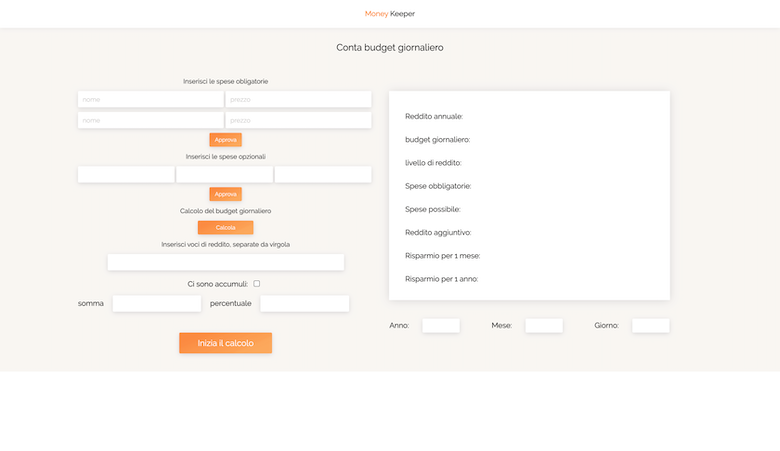 Money Keeper
Conta budget giornaliero
Inserisci le spese obligatorie
nome prezzo
nome prezzo
Approva
Inserisci le spese opzionali
Approva
Calcolo del budget giornaliero
Calcola
Inserisci voci di reddito, separate da virgola
Ci sono accumuli:
somma percentuale
Inizia il calcolo
Reddito annuale:
budget giornaliero:
livello di reddito:
Spese obbligatorie:
Spese possibile:
Reddito aggiuntivo:
Risparmio per 1 mese:
Risparmio per 1 anno:
Anno: Mese: Giorno: